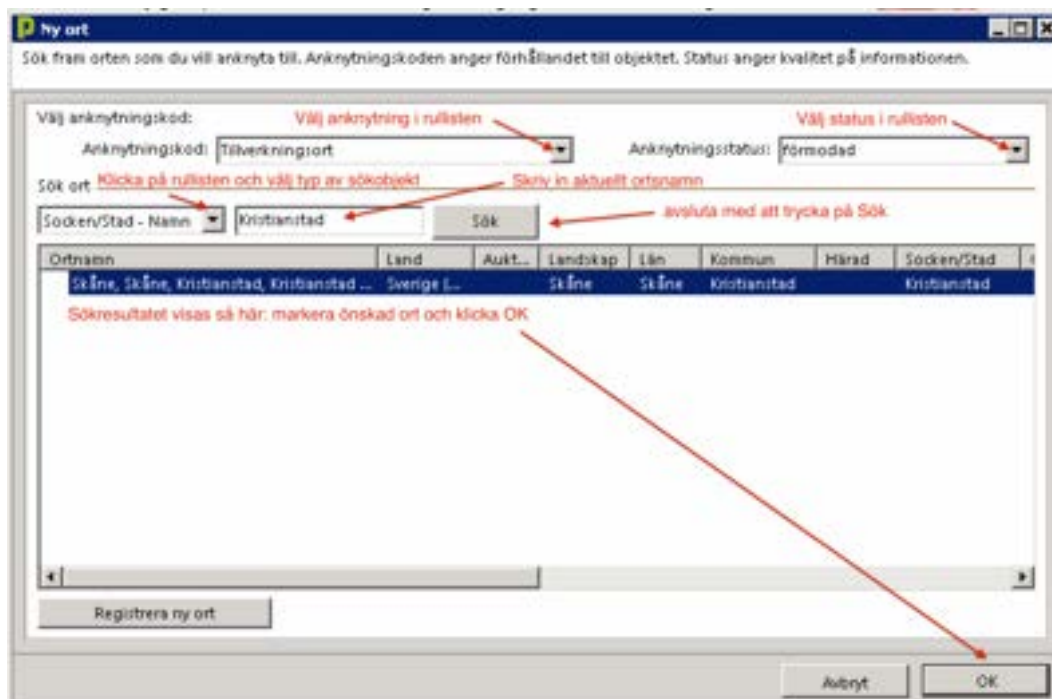 Ny ort
Sök fram orten som du vill anknyta till. Anknytningskoden anger förhållandet till objektet. Status anger kvalitet på informationen.
Välj anknytningskod: Välj anknytning i rullisten Välj status i rullisten
Anknytningskod: Tillverkningsort Anknytningsstatus: förmodad
Sök ort Klicka på rullisten och välj typ av sökobjekt Skriv in aktuellt ortsnamn
Socken/Stad - Namn Kristianstad Sök avsluta med att trycka på Sök
Ortnamn Land Aukt... Landskap Län Kommun Härad Socken/Stad
Skåne, Skåne, Kristianstad, Kristianstad ... Sverige (... Skåne Skåne Kristianstad Kristianstad
Sökresultatet visas så här: markera önskad ort och klicka OK
Registrera ny ort
Avbryt OK